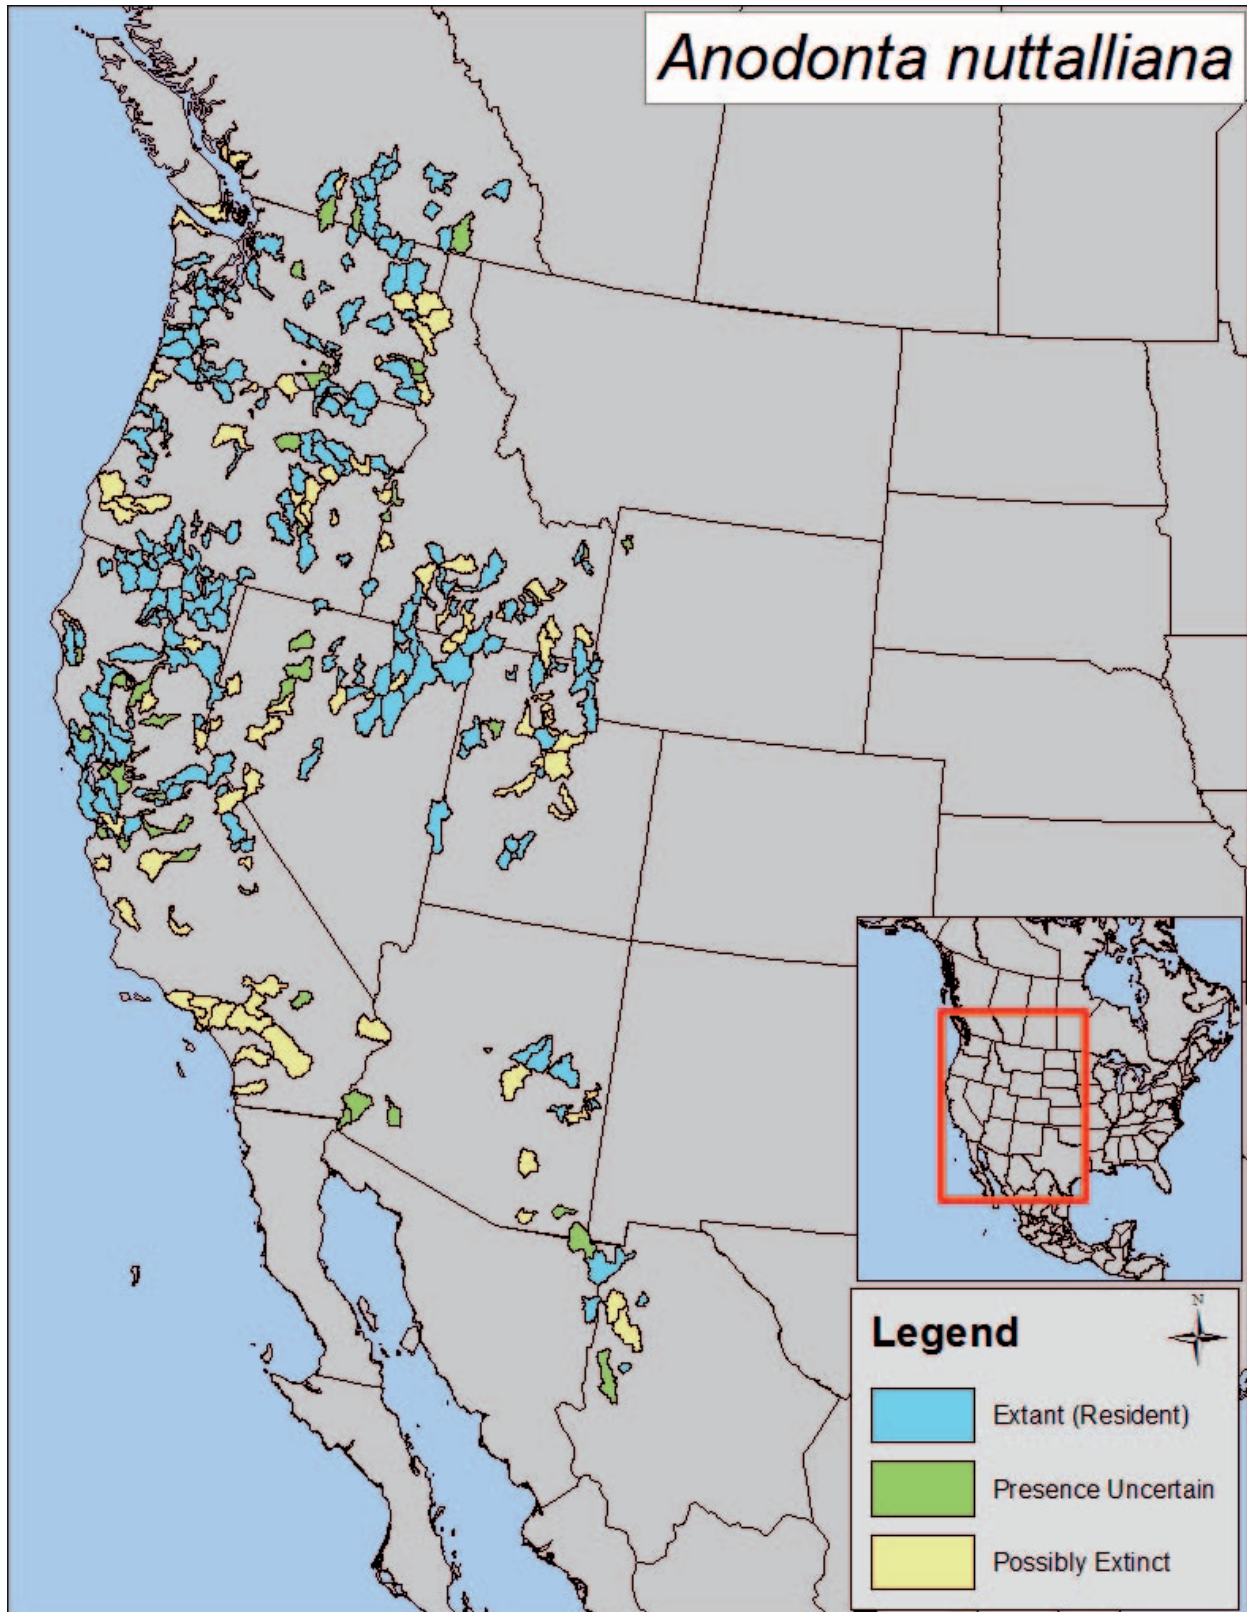 Anodonta nuttalliana
N
Legend
Extant (Resident)
Presence Uncertain
Possibly Extinct